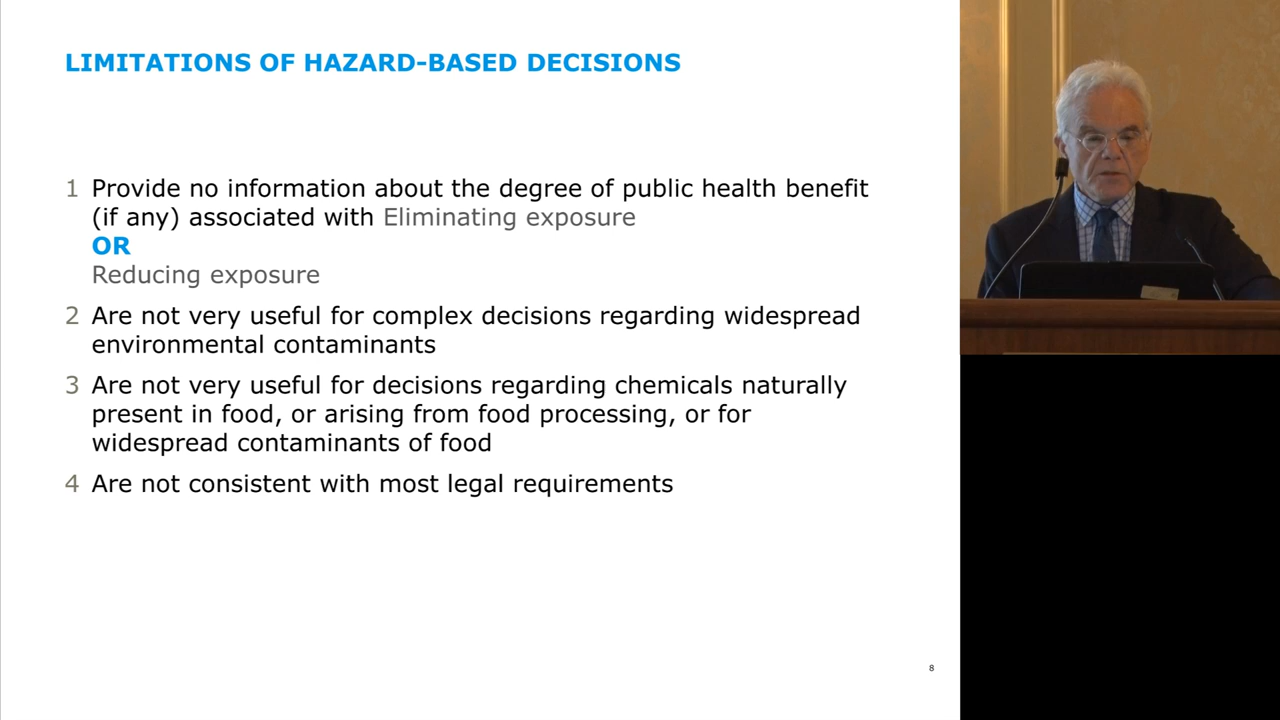 LIMITATIONS OF HAZARD-BASED DECISIONS
1 Provide no information about the degree of public health benefit
(if any) associated with Eliminating exposure
OR
Reducing exposure
2 Are not very useful for complex decisions regarding widespread
environmental contaminants
3 Are not very useful for decisions regarding chemicals naturally
present in food, or arising from food processing, or for
widespread contaminants of food
4 Are not consistent with most legal requirements
8